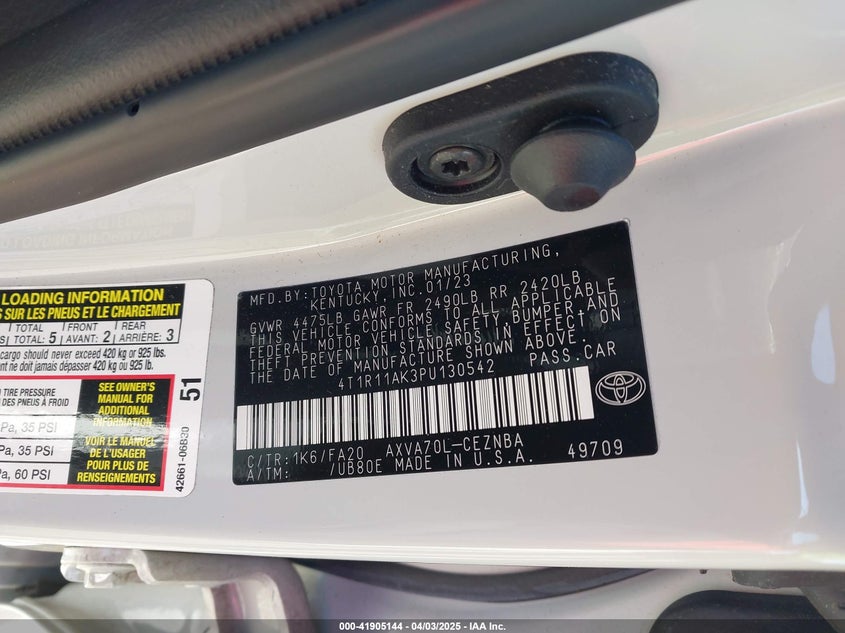 MFD.BY:TOYOTA MOTOR MANUFACTURING,
KENTUCKY, INC. 01/23
GVWR 4475LB GAWR FR 2490LB RR 2420LB
THIS VEHICLE CONFORMS TO ALL APPLICABLE
FEDERAL MOTOR VEHICLE SAFETY, BUMPER, AND
THEFT PREVENTION STANDARDS IN EFFECT ON
THE DATE OF MANUFACTURE SHOWN ABOVE.
4T1R11AK3PU130542 PASS.CAR
C/TR:1K6/FA20 AXVA70L-CEZNBA
A/TM: /UB80E MADE IN U.S.A. 49709
LOADING INFORMATION
SUR LES PNEUS ET LE CHARGEMENT
TOTAL FRONT REAR
TOTAL: 5 AVANT: 2 ARRIÈRE: 3
cargo should never exceed 420 kg or 925 lbs.
ne doit jamais dépasser 420 kg ou 925 lb.
TIRE PRESSURE
DES PNEUS À FROID
Pa, 35 PSI
Pa, 35 PSI
Pa, 60 PSI
SEE OWNER'S
MANUAL FOR
ADDITIONAL
INFORMATION
VOIR LE MANUEL
DE L'USAGER
POUR PLUS DE
RENSEIGNEMENTS
51
42661-06B30
000-41905144 | 04/03/2025 - IAA Inc.